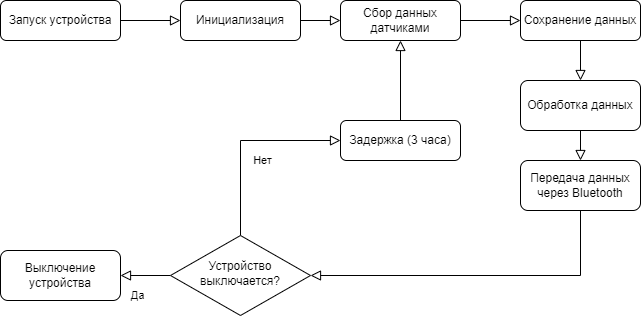 Запуск устройства
Инициализация
Сбор данных
датчиками
Сохранение данных
Обработка данных
Передача данных
через Bluetooth
Задержка (3 часа)
Нет
Устройство
выключается?
Да
Выключение
устройства